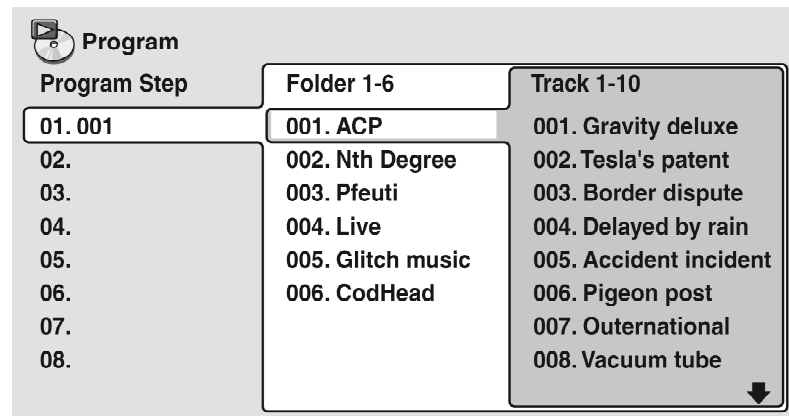 Program
Program Step
Folder 1-6
Track 1-10
01. 001
001. ACP
001. Gravity deluxe
02.
002. Nth Degree
002. Tesla's patent
03.
003. Pfeuti
003. Border dispute
04.
004. Live
004. Delayed by rain
05.
005. Glitch music
005. Accident incident
06.
006. CodHead
006. Pigeon post
07.
007. Outernational
08.
008. Vacuum tube